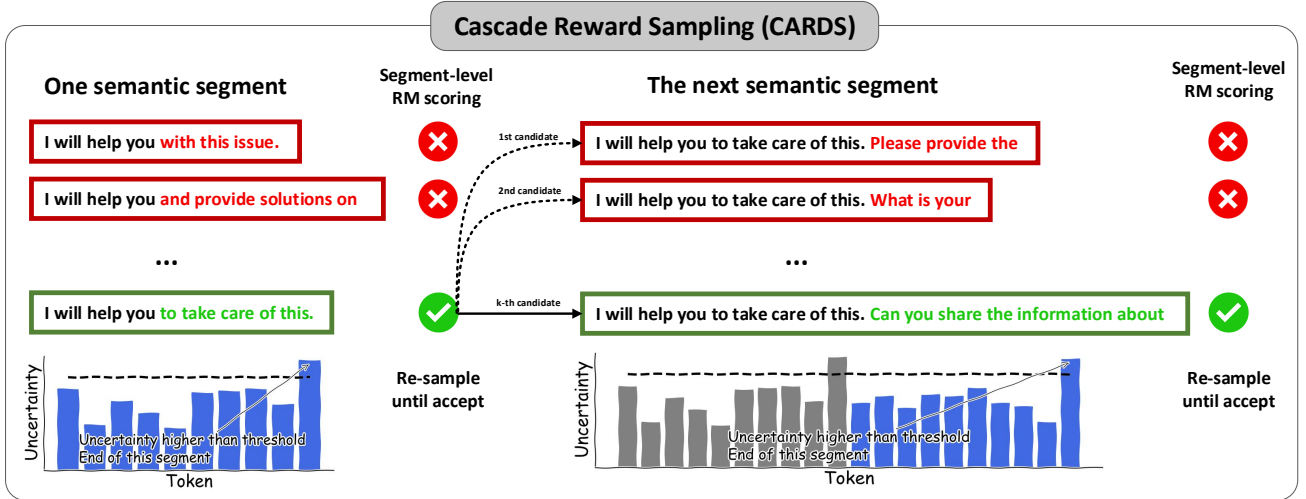 Cascade Reward Sampling (CARDS)
One semantic segment
Segment-level
RM scoring
The next semantic segment
Segment-level
RM scoring
I will help you with this issue.
1st candidate
I will help you to take care of this. Please provide the
I will help you and provide solutions on
2nd candidate
I will help you to take care of this. What is your
...
...
I will help you to take care of this.
k-th candidate
I will help you to take care of this. Can you share the information about
Uncertainty
Uncertainty higher than threshold
End of this segment
Token
Re-sample
until accept
Uncertainty
Uncertainty higher than threshold
End of this segment
Token
Re-sample
until accept